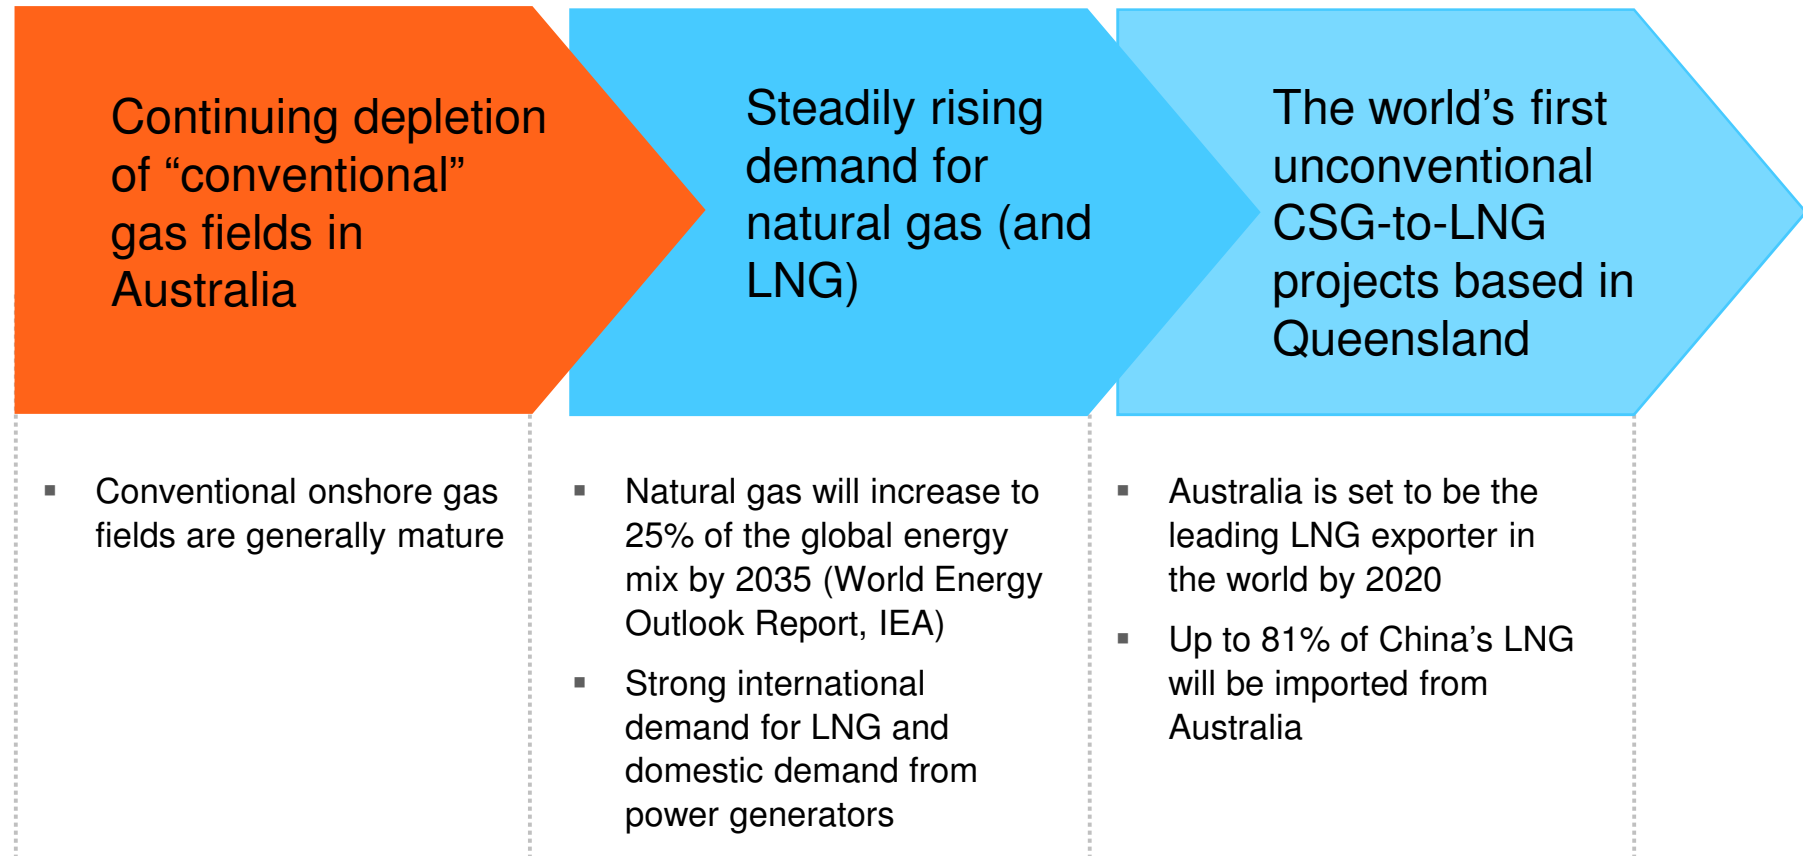 Continuing depletion
of “conventional”
gas fields in
Australia
Steadily rising
demand for
natural gas (and
LNG)
The world’s first
unconventional
CSG-to-LNG
projects based in
Queensland
▪ Conventional onshore gas
fields are generally mature
▪ Natural gas will increase to
25% of the global energy
mix by 2035 (World Energy
Outlook Report, IEA)
▪ Strong international
demand for LNG and
domestic demand from
power generators
▪ Australia is set to be the
leading LNG exporter in
the world by 2020
▪ Up to 81% of China’s LNG
will be imported from
Australia